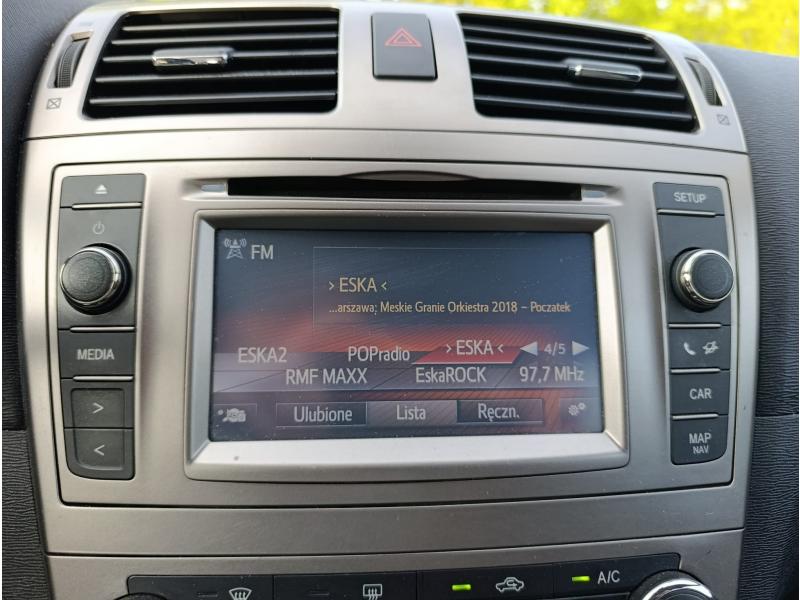 SETUP
FM
> ESKA <
...arszawa; Meskie Granie Orkiestra 2018 – Poczatek
MEDIA
ESKA2 POPradio > ESKA < 4/5
RMF MAXX EskaROCK 97,7 MHz
CAR
Ulubione Lista Ręczn.
MAP
NAV
A/C